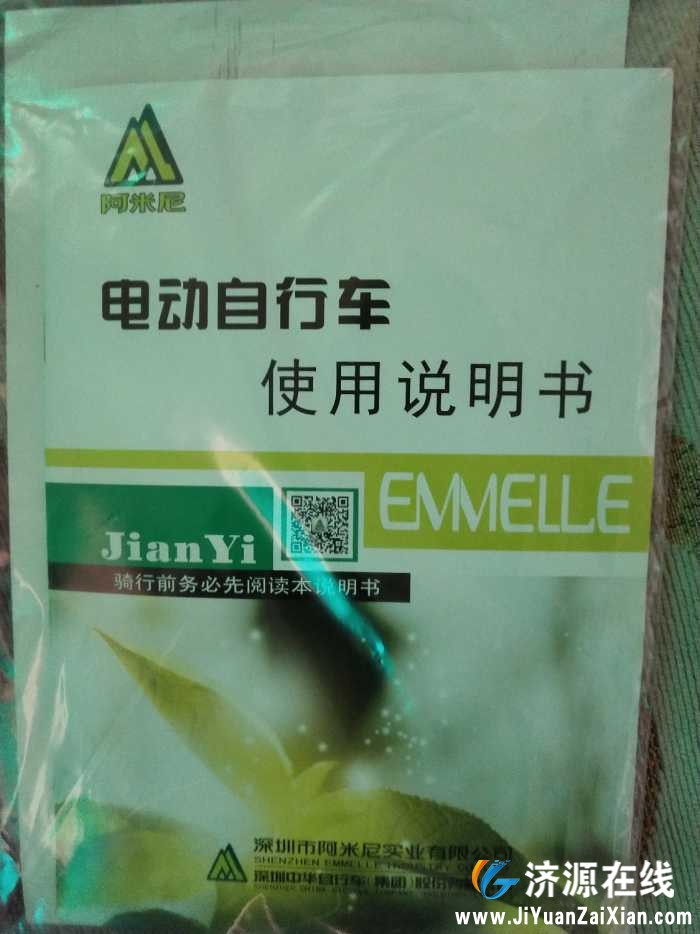 阿米尼
电动自行车
使用说明书
EMMELLE
JianYi
骑行前务必先阅读本说明书
深圳市阿米尼实业有限公司
SHENZHEN EMMELLE INDUSTRY
深圳中华自行车(集团)股份
济源在线
www.JiYuanZaiXian.com